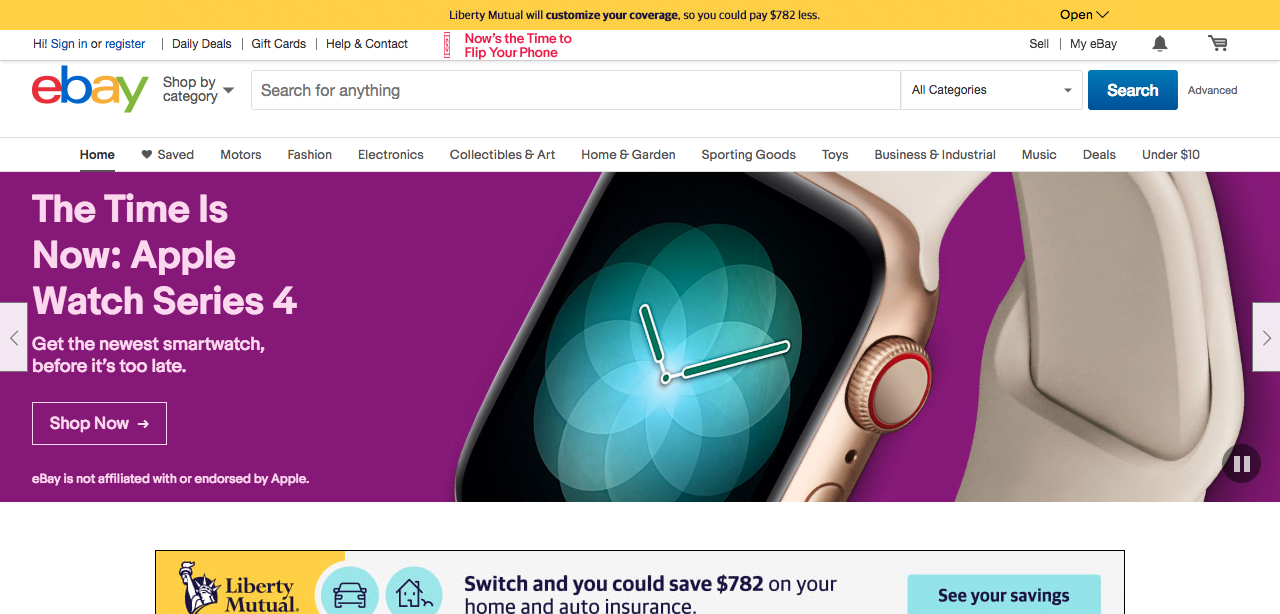 Liberty Mutual will customize your coverage, so you could pay $782 less.
Open
Hi! Sign in or register | Daily Deals | Gift Cards | Help & Contact
Now's the Time to
Flip Your Phone
Sell | My eBay
ebay
Shop by
category
Search for anything
All Categories
Search
Advanced
Home Saved Motors Fashion Electronics Collectibles & Art Home & Garden Sporting Goods Toys Business & Industrial Music Deals Under $10
The Time Is
Now: Apple
Watch Series 4
Get the newest smartwatch,
before it's too late.
Shop Now →
eBay is not affiliated with or endorsed by Apple.
Liberty
Mutual.
Switch and you could save $782 on your
home and auto insurance.
See your savings